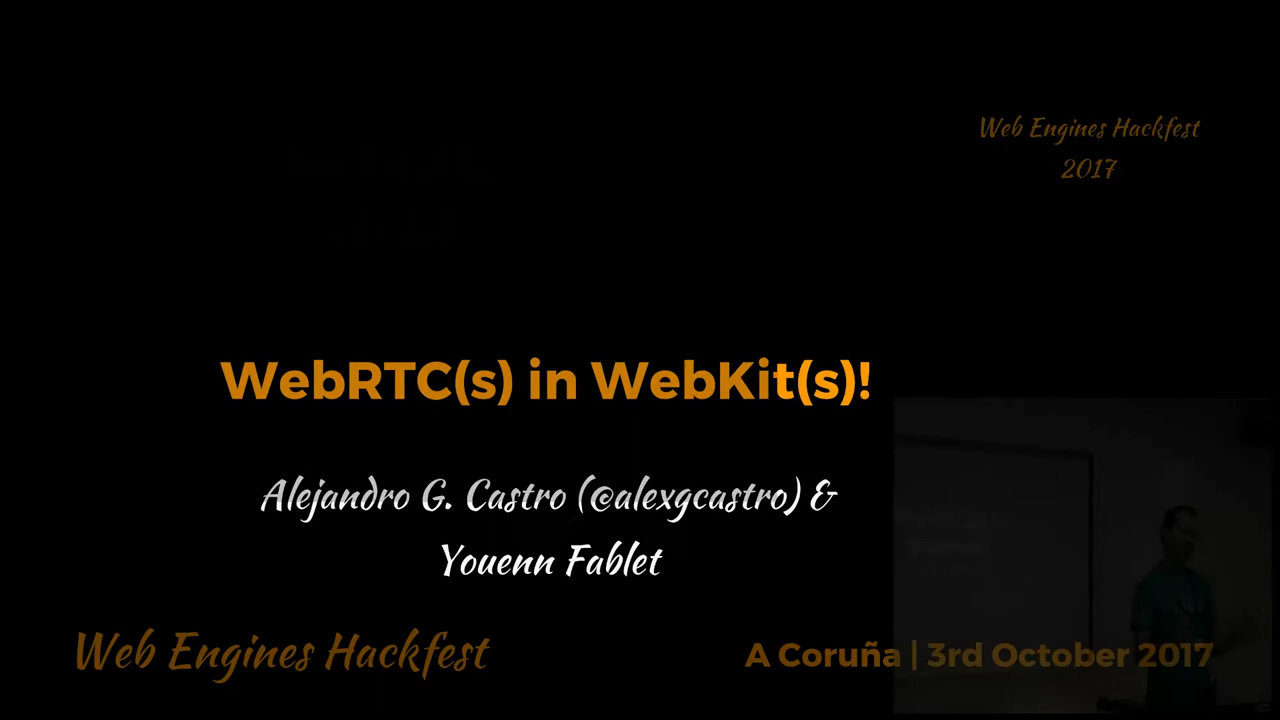 Web Engines Hackfest
2017
WebRTC(s) in WebKit(s)!
Alejandro G. Castro (@alexgcastro) &
Youenn Fablet
Web Engines Hackfest
A Coruña | 3rd October 2017